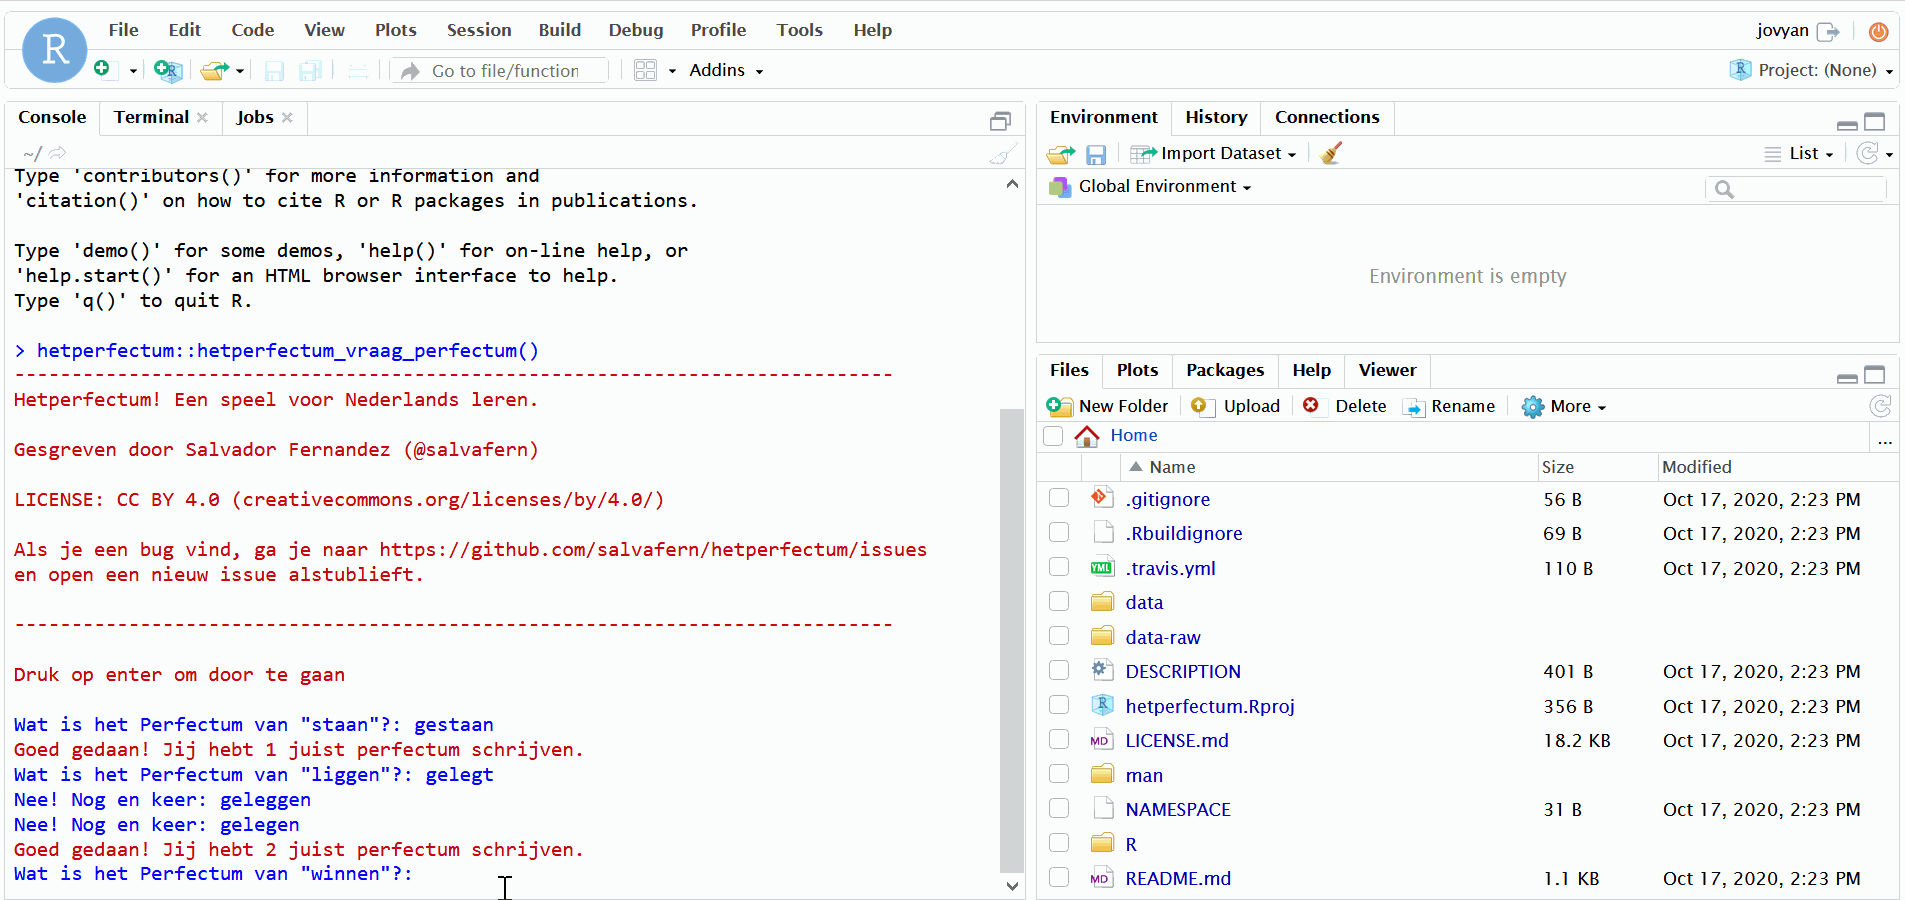 R File Edit Code View Plots Session Build Debug Profile Tools Help jovyan
Go to file/function Addins Project: (None)
Console Terminal Jobs
~/
Type 'contributors()' for more information and
'citation()' on how to cite R or R packages in publications.
Type 'demo()' for some demos, 'help()' for on-line help, or
'help.start()' for an HTML browser interface to help.
Type 'q()' to quit R.
> hetperfectum::hetperfectum_vraag_perfectum()
-----------------------------------------------------------------------------
Hetperfectum! Een speel voor Nederlands leren.
Gesgreven door Salvador Fernandez (@salvafern)
LICENSE: CC BY 4.0 (creativecommons.org/licenses/by/4.0/)
Als je een bug vind, ga je naar https://github.com/salvafern/hetperfectum/issues
en open een nieuw issue alstublieft.
-----------------------------------------------------------------------------
Druk op enter om door te gaan
Wat is het Perfectum van "staan"?: gestaan
Goed gedaan! Jij hebt 1 juist perfectum schrijven.
Wat is het Perfectum van "liggen"?: gelegt
Nee! Nog en keer: geleggen
Nee! Nog en keer: gelegen
Goed gedaan! Jij hebt 2 juist perfectum schrijven.
Wat is het Perfectum van "winnen"?:
Environment History Connections
Import Dataset List
Global Environment
Environment is empty
Files Plots Packages Help Viewer
New Folder Upload Delete Rename More
Home ...
Name Size Modified
.gitignore 56 B Oct 17, 2020, 2:23 PM
.Rbuildignore 69 B Oct 17, 2020, 2:23 PM
YML .travis.yml 110 B Oct 17, 2020, 2:23 PM
data
data-raw
DESCRIPTION 401 B Oct 17, 2020, 2:23 PM
R hetperfectum.Rproj 356 B Oct 17, 2020, 2:23 PM
MD LICENSE.md 18.2 KB Oct 17, 2020, 2:23 PM
man
NAMESPACE 31 B Oct 17, 2020, 2:23 PM
R
MD README.md 1.1 KB Oct 17, 2020, 2:23 PM